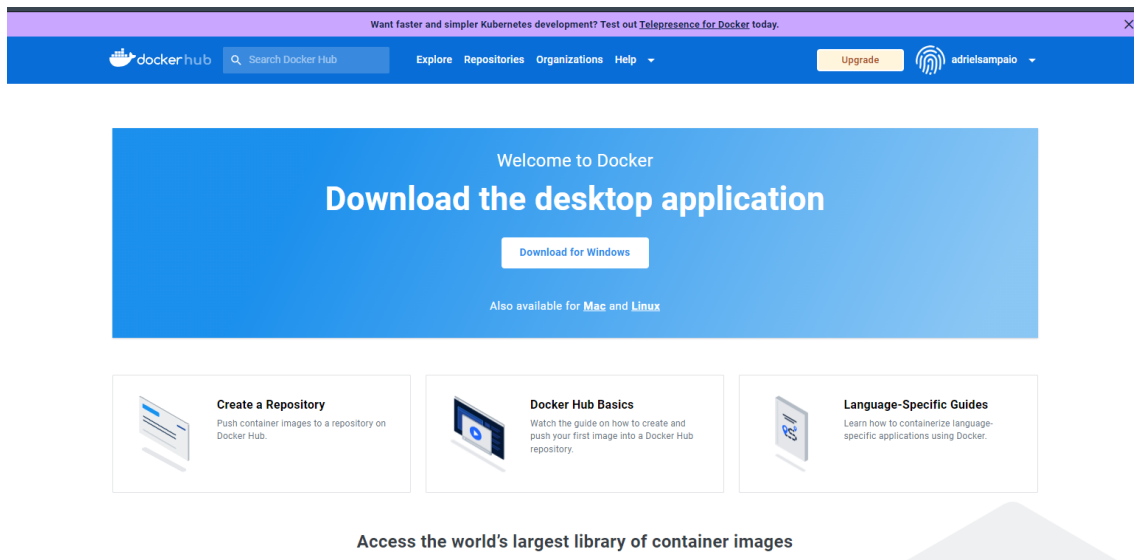 Want faster and simpler Kubernetes development? Test out Telepresence for Docker today.
dockerhub
Search Docker Hub
Explore Repositories Organizations Help
Upgrade
adrielsampaio
Welcome to Docker
Download the desktop application
Download for Windows
Also available for Mac and Linux
Create a Repository
Push container images to a repository on
Docker Hub.
Docker Hub Basics
Watch the guide on how to create and
push your first image into a Docker Hub
repository.
Language-Specific Guides
Learn how to containerize language-
specific applications using Docker.
Access the world's largest library of container images